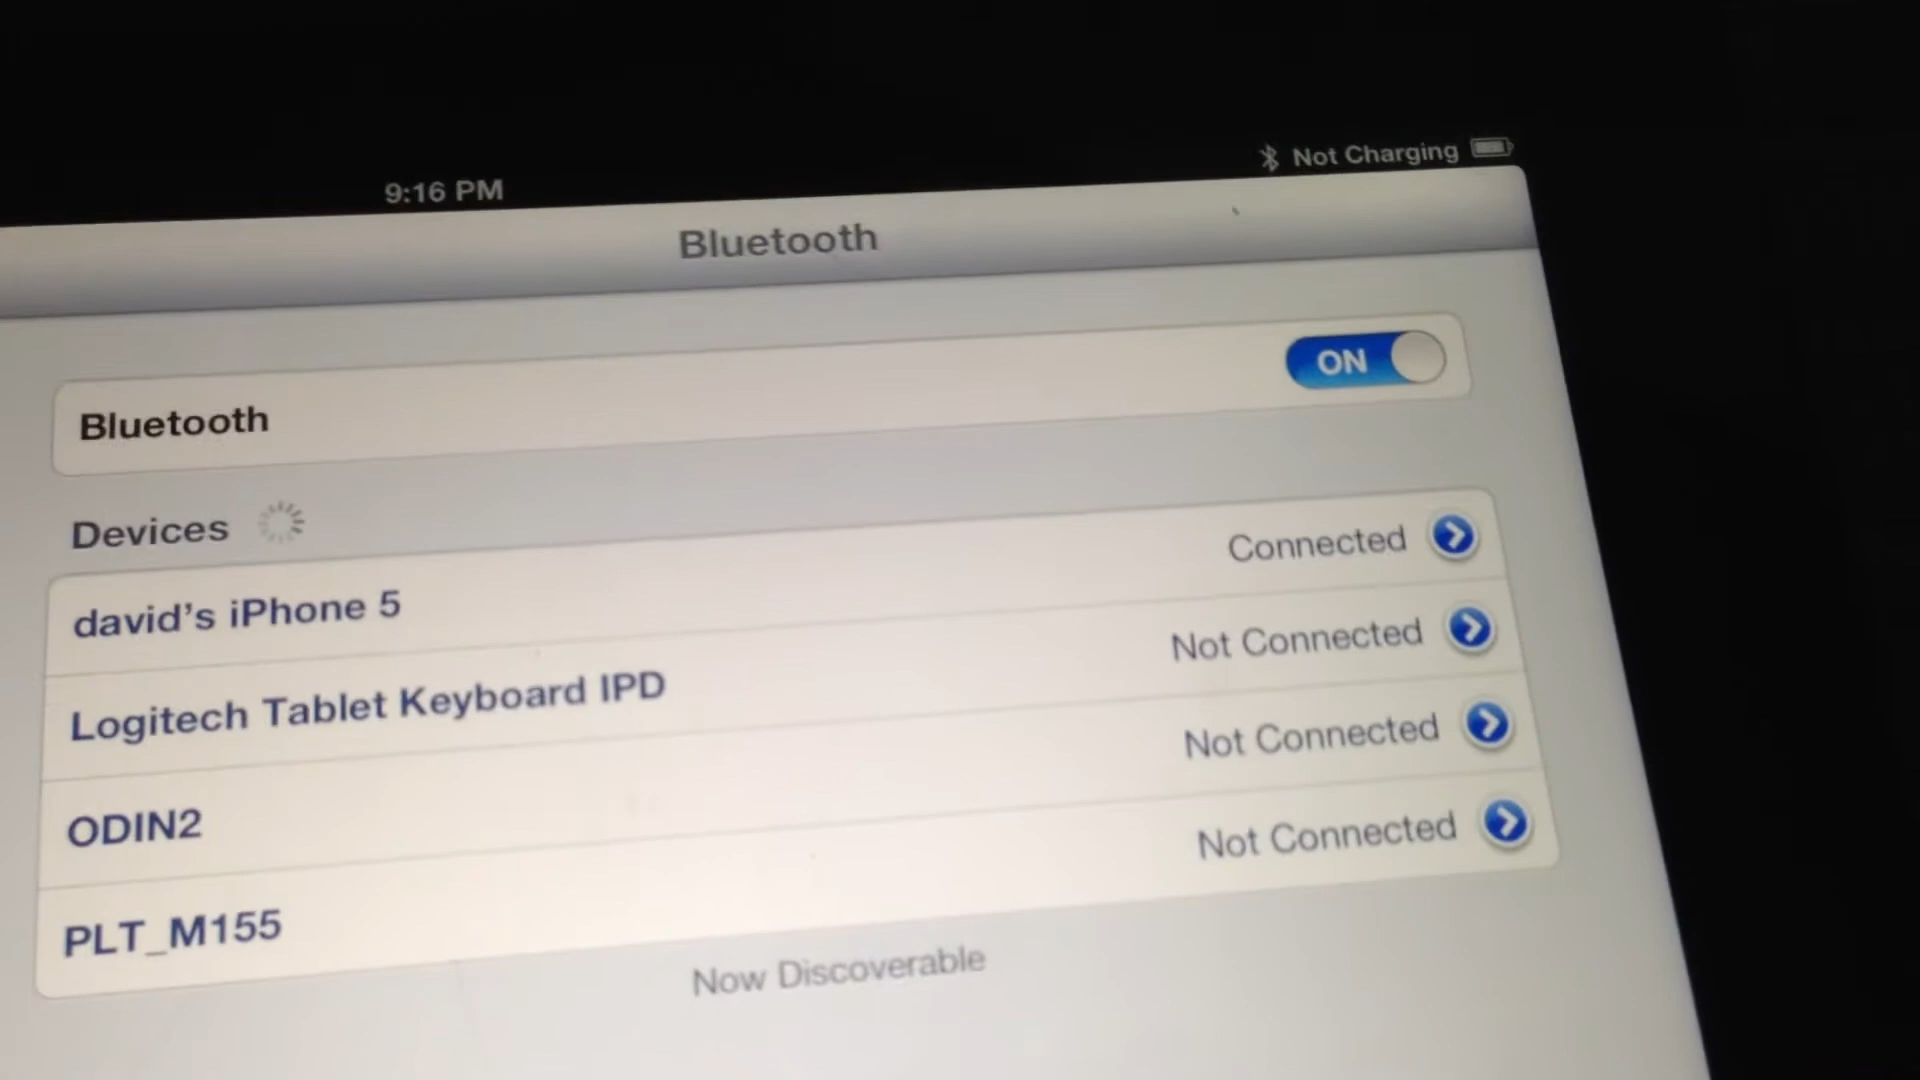 9:16 PM Not Charging
Bluetooth
Bluetooth ON
Devices
david's iPhone 5 Connected
Logitech Tablet Keyboard IPD Not Connected
ODIN2 Not Connected
PLT_M155 Not Connected
Now Discoverable